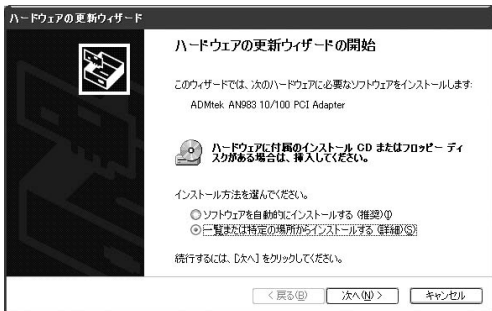 ハードウェアの更新ウィザード
ハードウェアの更新ウィザードの開始
このウィザードでは、次のハードウェアに必要なソフトウェアをインストールします:
ADMtek AN983 10/100 PCI Adapter
ハードウェアに付属のインストール CD またはフロッピー ディ
スクがある場合は、挿入してください。
インストール方法を選んでください。
ソフトウェアを自動的にインストールする (推奨)(I)
一覧または特定の場所からインストールする (詳細)(S)
続行するには、[次へ] をクリックしてください。
< 戻る(B)
次へ(N) >
キャンセル